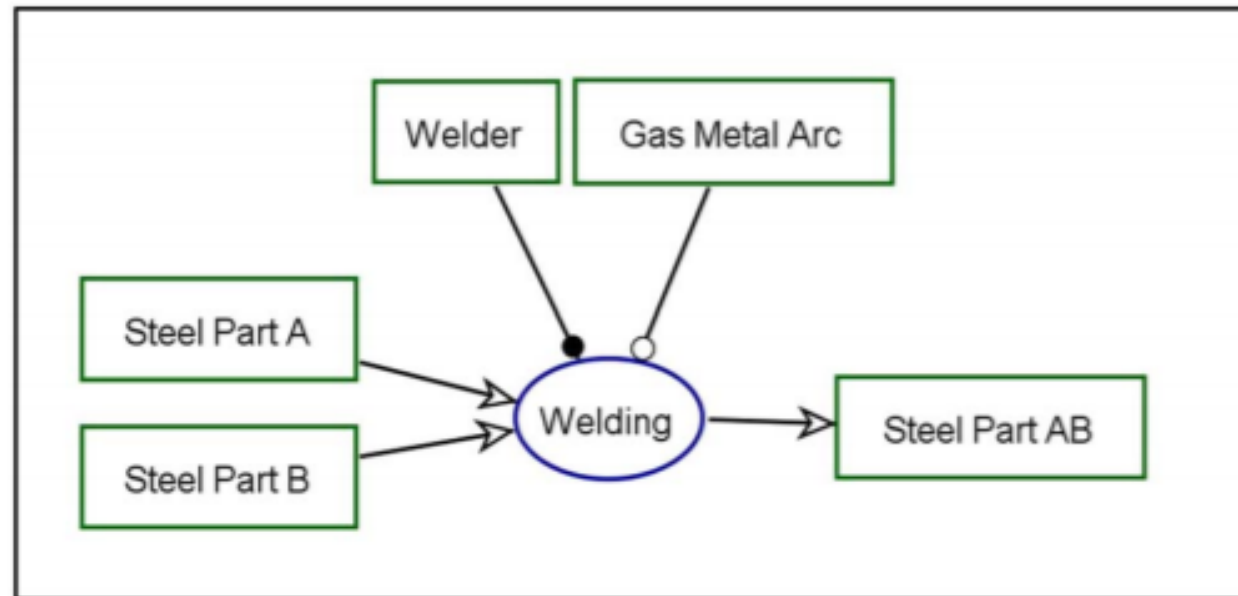 Welder
Gas Metal Arc
Steel Part A
Steel Part B
Welding
Steel Part AB